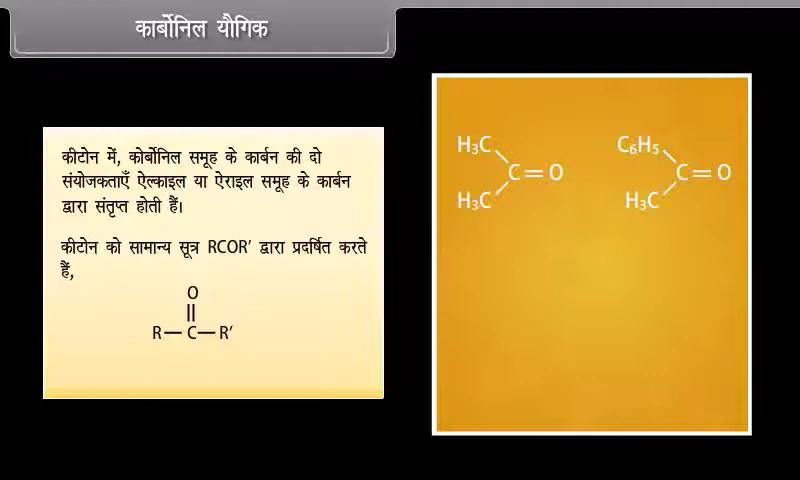 कार्बोनिल यौगिक
कीटोन में, कोर्बोनिल समूह के कार्बन की दो
संयोजकताएँ ऐल्काइल या ऐराइल समूह के कार्बन
द्वारा संतृप्त होती हैं।
कीटोन को सामान्य सूत्र RCOR′ द्वारा प्रदर्षित करते
हैं,
O
||
R—C—R′
H₃C
C=O
H₃C
C₆H₅
C=O
H₃C